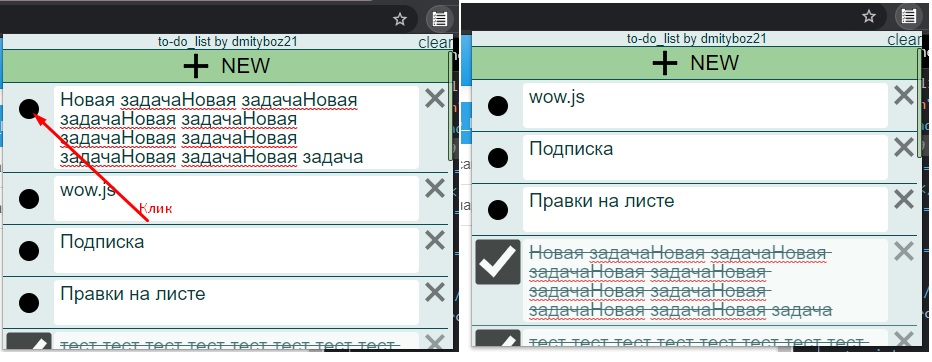 to-do_list by dmityboz21
clear
NEW
Новая задачаНовая задачаНовая
задачаНовая задачаНовая
задачаНовая задачаНовая
задачаНовая задачаНовая задача
wow.js
Клик
Подписка
Правки на листе
тест тест тест тест тест тест тест тест
to-do_list by dmityboz21
clear
NEW
wow.js
Подписка
Правки на листе
Новая задачаНовая задачаНовая
задачаНовая задачаНовая
задачаНовая задачаНовая
задачаНовая задачаНовая задача
тест тест тест тест тест тест тест тест